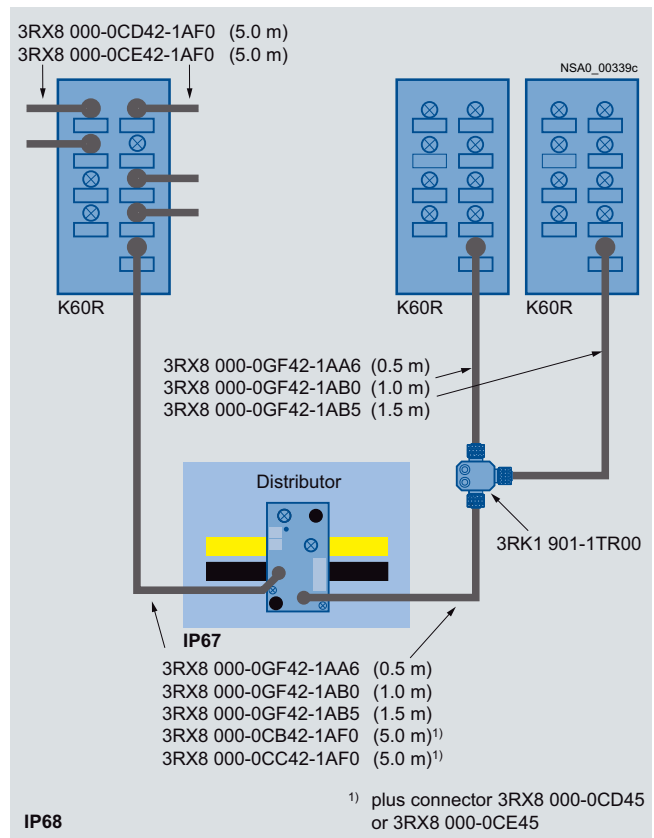 3RX8 000-0CD42-1AF0 (5.0 m)
3RX8 000-0CE42-1AF0 (5.0 m)
NSA0_00339c
K60R
K60R
K60R
3RX8 000-0GF42-1AA6 (0.5 m)
3RX8 000-0GF42-1AB0 (1.0 m)
3RX8 000-0GF42-1AB5 (1.5 m)
Distributor
3RK1 901-1TR00
IP67
3RX8 000-0GF42-1AA6 (0.5 m)
3RX8 000-0GF42-1AB0 (1.0 m)
3RX8 000-0GF42-1AB5 (1.5 m)
3RX8 000-0CB42-1AF0 (5.0 m)1)
3RX8 000-0CC42-1AF0 (5.0 m)1)
1) plus connector 3RX8 000-0CD45
or 3RX8 000-0CE45
IP68